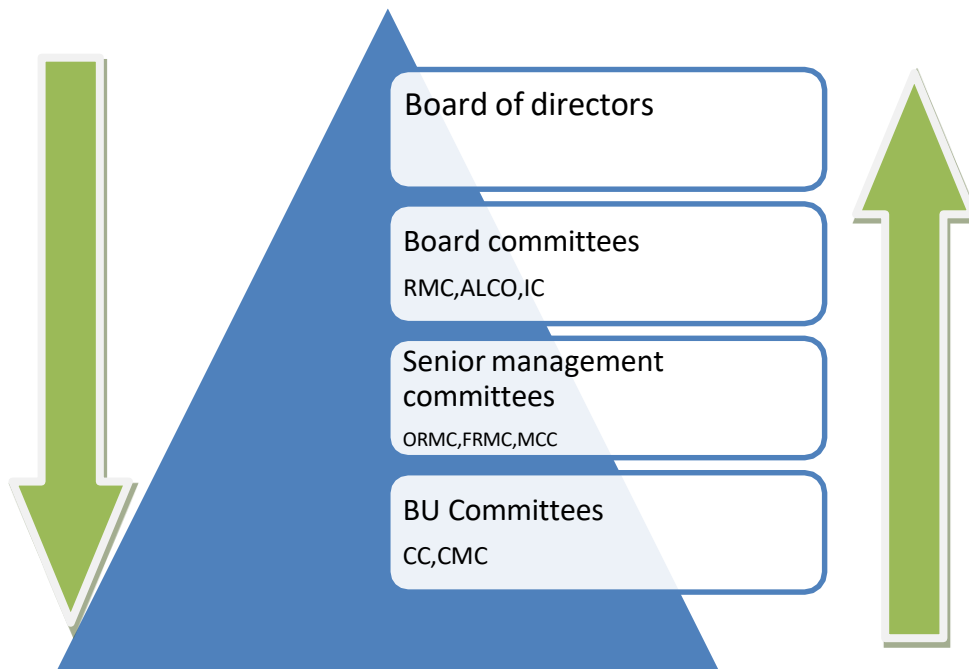 Board of directors
Board committees
RMC,ALCO,IC
Senior management
committees
ORMC,FRMC,MCC
BU Committees
CC,CMC